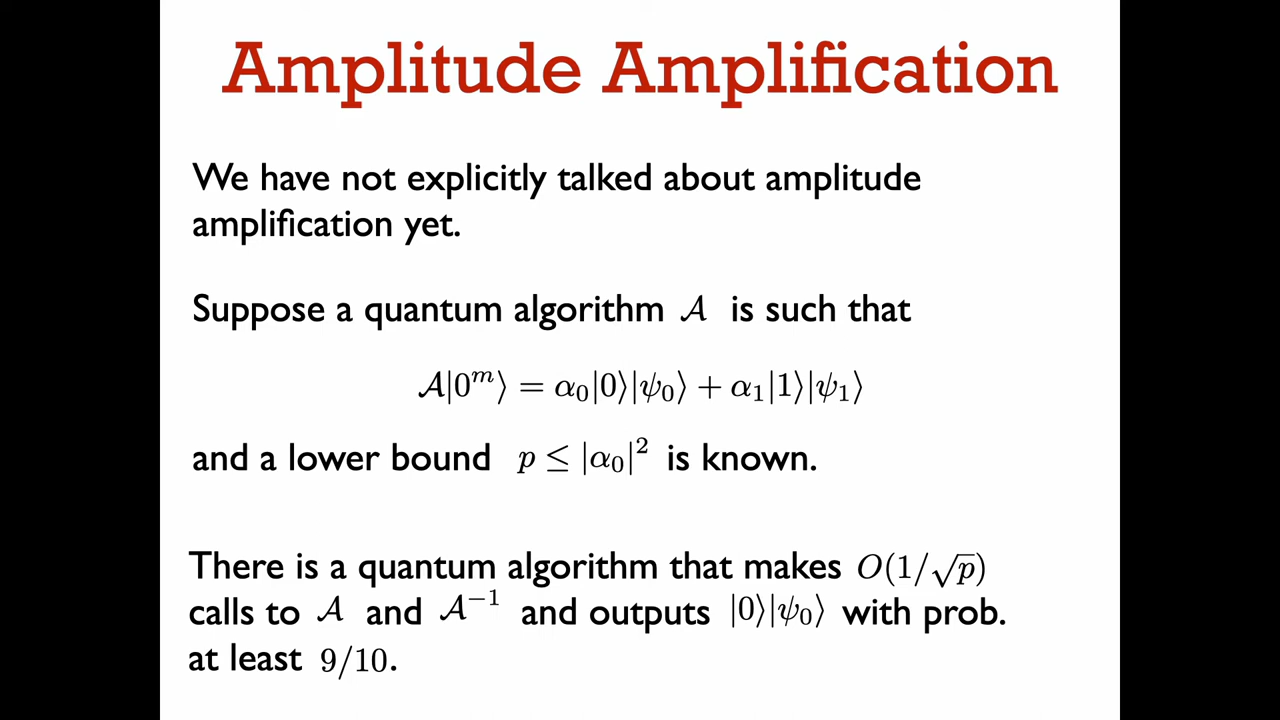 Amplitude Amplification
We have not explicitly talked about amplitude
amplification yet.
Suppose a quantum algorithm 𝒜 is such that
𝒜|0ᵐ⟩ = α₀|0⟩|ψ₀⟩ + α₁|1⟩|ψ₁⟩
and a lower bound p ≤ |α₀|² is known.
There is a quantum algorithm that makes O(1/√p)
calls to 𝒜 and 𝒜⁻¹ and outputs |0⟩|ψ₀⟩ with prob.
at least 9/10.